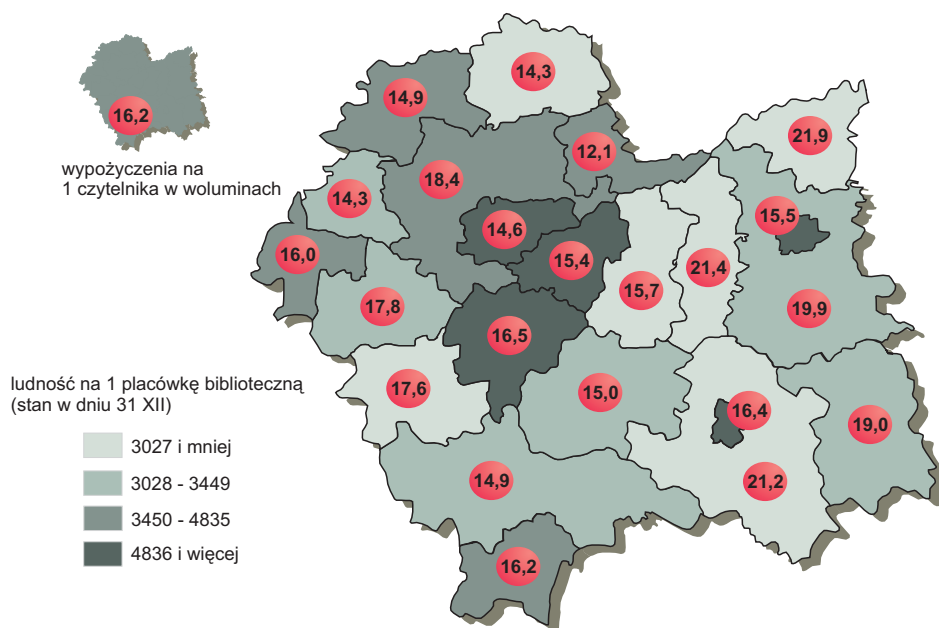 14,3
14,9
21,9
16,2
12,1
wypożyczenia na
1 czytelnika w woluminach
18,4
14,3
15,5
14,6
16,0
15,4
21,4
15,7
17,8
19,9
16,5
ludność na 1 placówkę biblioteczną
(stan w dniu 31 XII)
17,6
15,0
16,4
19,0
3027 i mniej
3028 - 3449
14,9
21,2
3450 - 4835
4836 i więcej
16,2